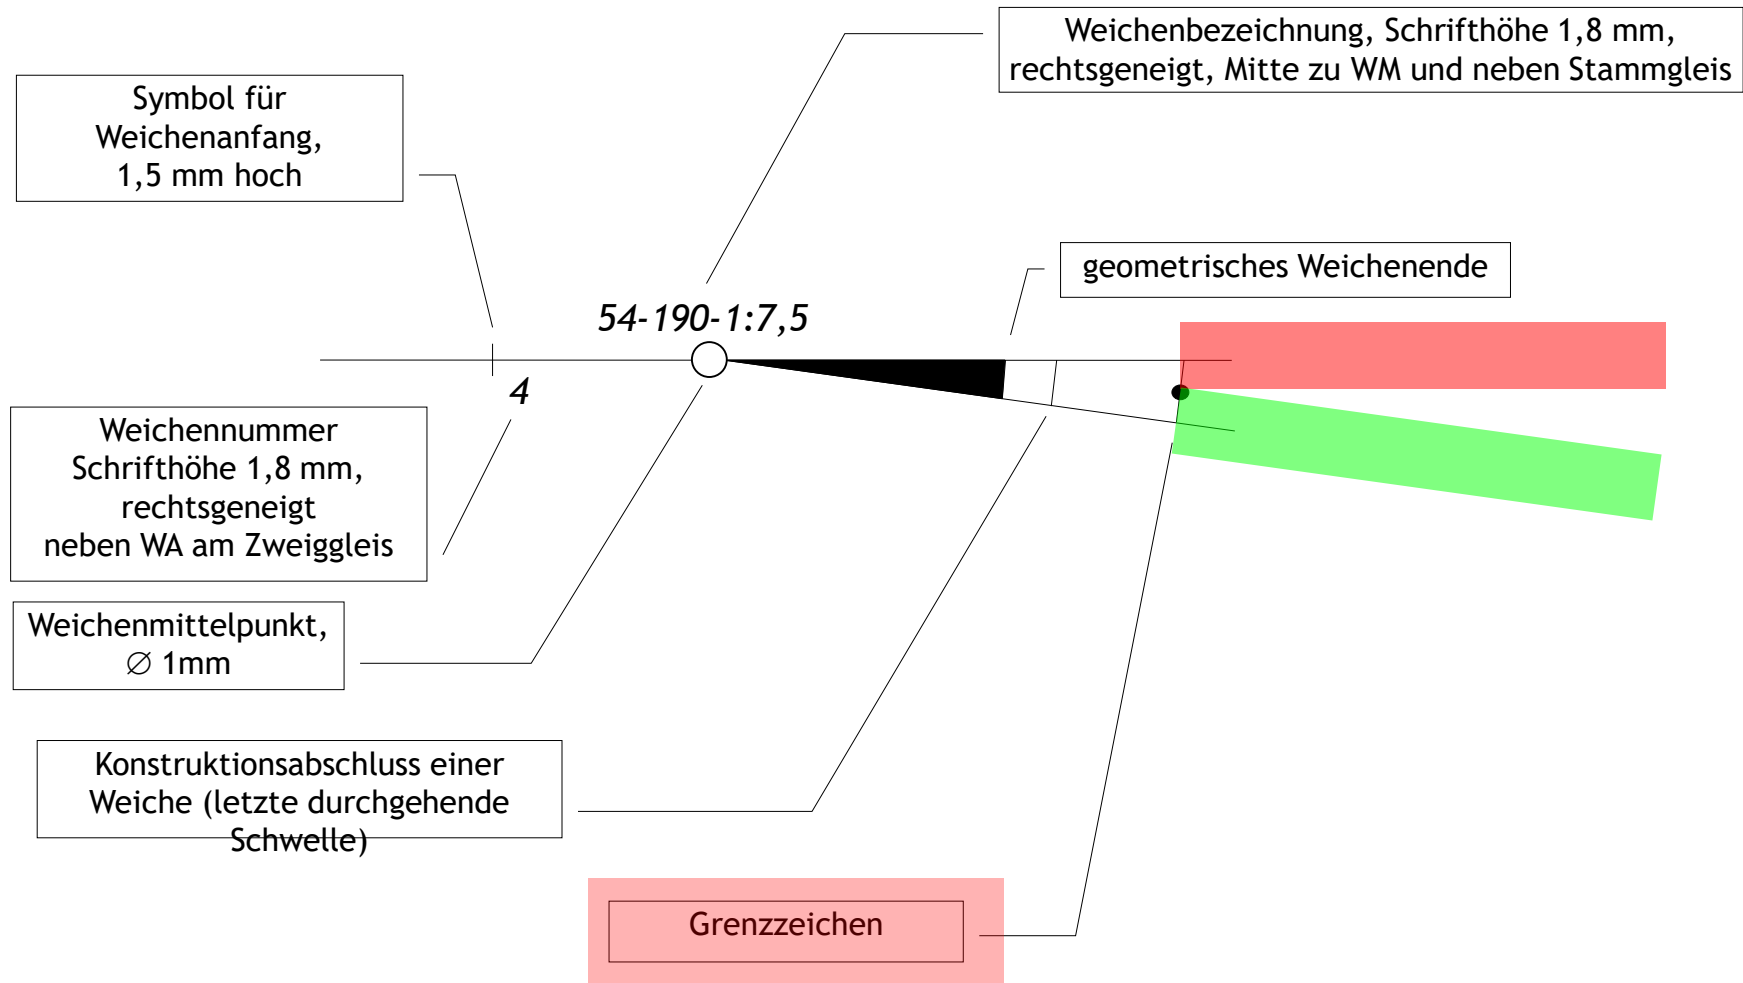 Weichenbezeichnung, Schrifthöhe 1,8 mm,
rechtsgeneigt, Mitte zu WM und neben Stammgleis
Symbol für
Weichenanfang,
1,5 mm hoch
geometrisches Weichenende
54-190-1:7,5
4
Weichennummer
Schrifthöhe 1,8 mm,
rechtsgeneigt
neben WA am Zweiggleis
Weichenmittelpunkt,
∅ 1mm
Konstruktionsabschluss einer
Weiche (letzte durchgehende
Schwelle)
Grenzzeichen